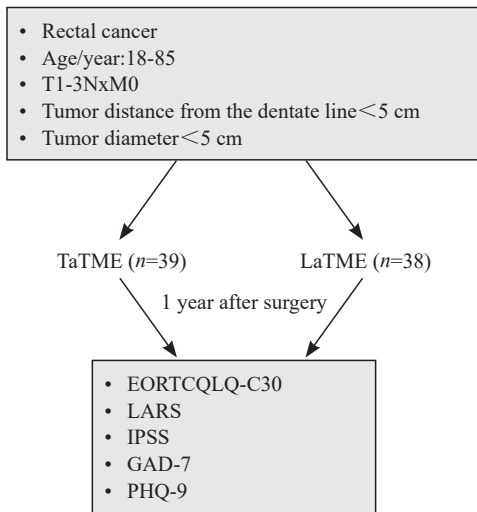 • Rectal cancer
• Age/year:18-85
• T1-3NxM0
• Tumor distance from the dentate line＜5 cm
• Tumor diameter＜5 cm
TaTME (n=39)
LaTME (n=38)
1 year after surgery
• EORTCQLQ-C30
• LARS
• IPSS
• GAD-7
• PHQ-9